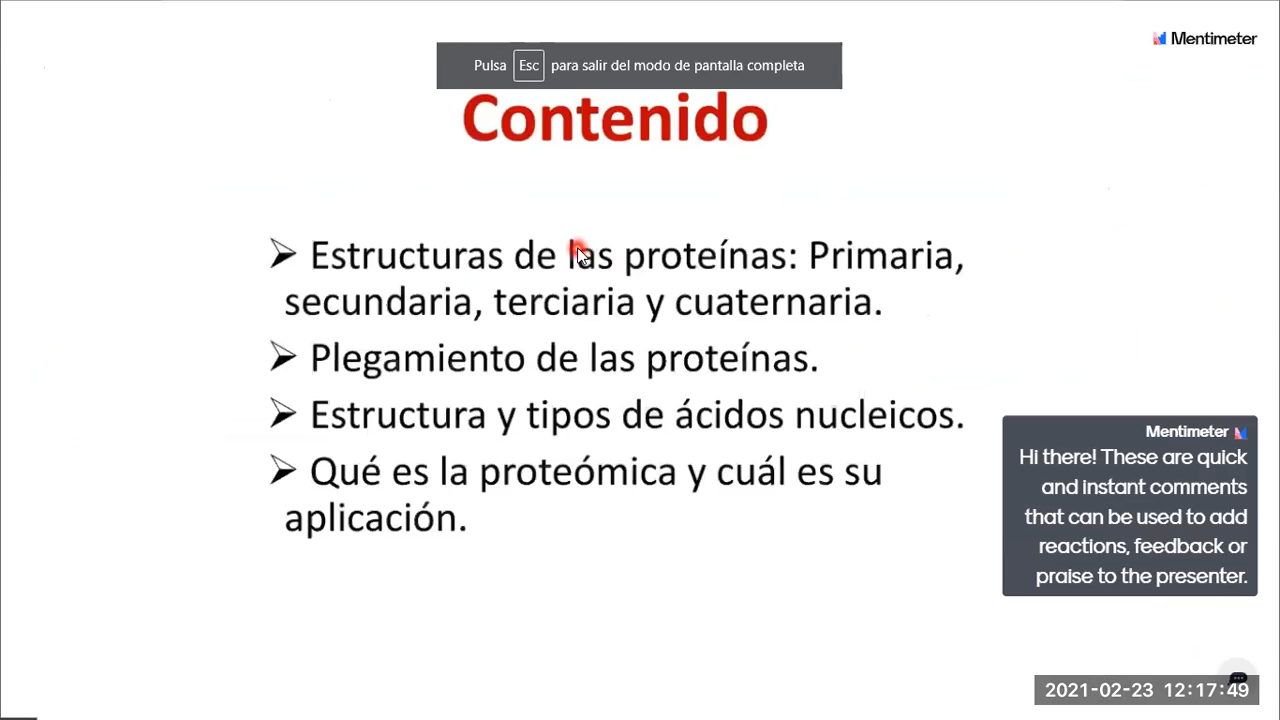 Mentimeter
Pulsa Esc para salir del modo de pantalla completa
Contenido
➢ Estructuras de las proteínas: Primaria,
secundaria, terciaria y cuaternaria.
➢ Plegamiento de las proteínas.
➢ Estructura y tipos de ácidos nucleicos.
➢ Qué es la proteómica y cuál es su
aplicación.
Mentimeter
Hi there! These are quick
and instant comments
that can be used to add
reactions, feedback or
praise to the presenter.
2021-02-23 12:17:49